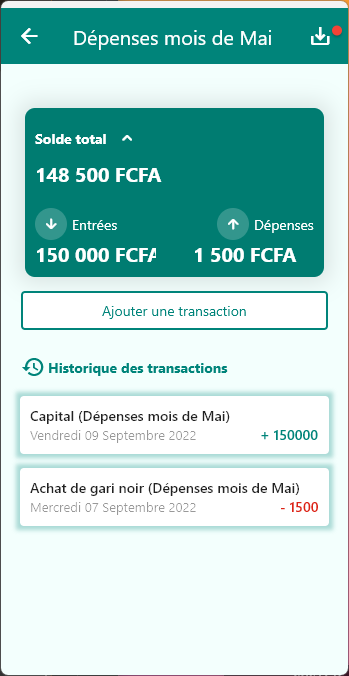 Dépenses mois de Mai
Solde total
148 500 FCFA
Entrées Dépenses
150 000 FCFA 1 500 FCFA
Ajouter une transaction
Historique des transactions
Capital (Dépenses mois de Mai)
Vendredi 09 Septembre 2022 + 150000
Achat de gari noir (Dépenses mois de Mai)
Mercredi 07 Septembre 2022 - 1500